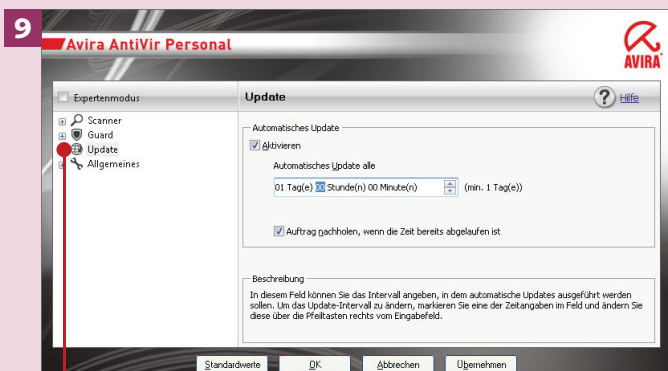 9
Avira AntiVir Personal
AVIRA
Expertenmodus
Update
? Hilfe
Scanner
Guard
Update
Allgemeines
Automatisches Update
Aktivieren
Automatisches Update alle
01 Tag(e) 00 Stunde(n) 00 Minute(n) (min. 1 Tag(e))
Auftrag nachholen, wenn die Zeit bereits abgelaufen ist
Beschreibung
In diesem Feld können Sie das Intervall angeben, in dem automatische Updates ausgeführt werden
sollen. Um das Update-Intervall zu ändern, markieren Sie eine der Zeitangaben im Feld und ändern Sie
diese über die Pfeiltasten rechts vom Eingabefeld.
Standardwerte OK Abbrechen Übernehmen